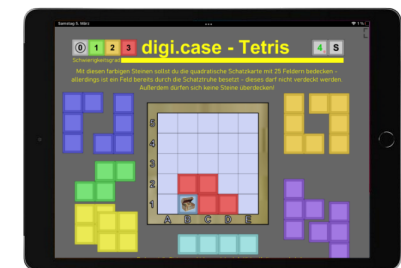 Samstag 5. März
1 %
0 1 2 3 digi.case - Tetris 4. S
Schwierigkeitsgrad
Mit diesen farbigen Steinen sollst du die quadratische Schatzkarte mit 25 Feldern bedecken -
allerdings ist ein Feld bereits durch die Schatztruhe besetzt - dieses darf nicht verdeckt werden.
Außerdem dürfen sich keine Steine überdecken!
5
4
3
2
1
A B C D E